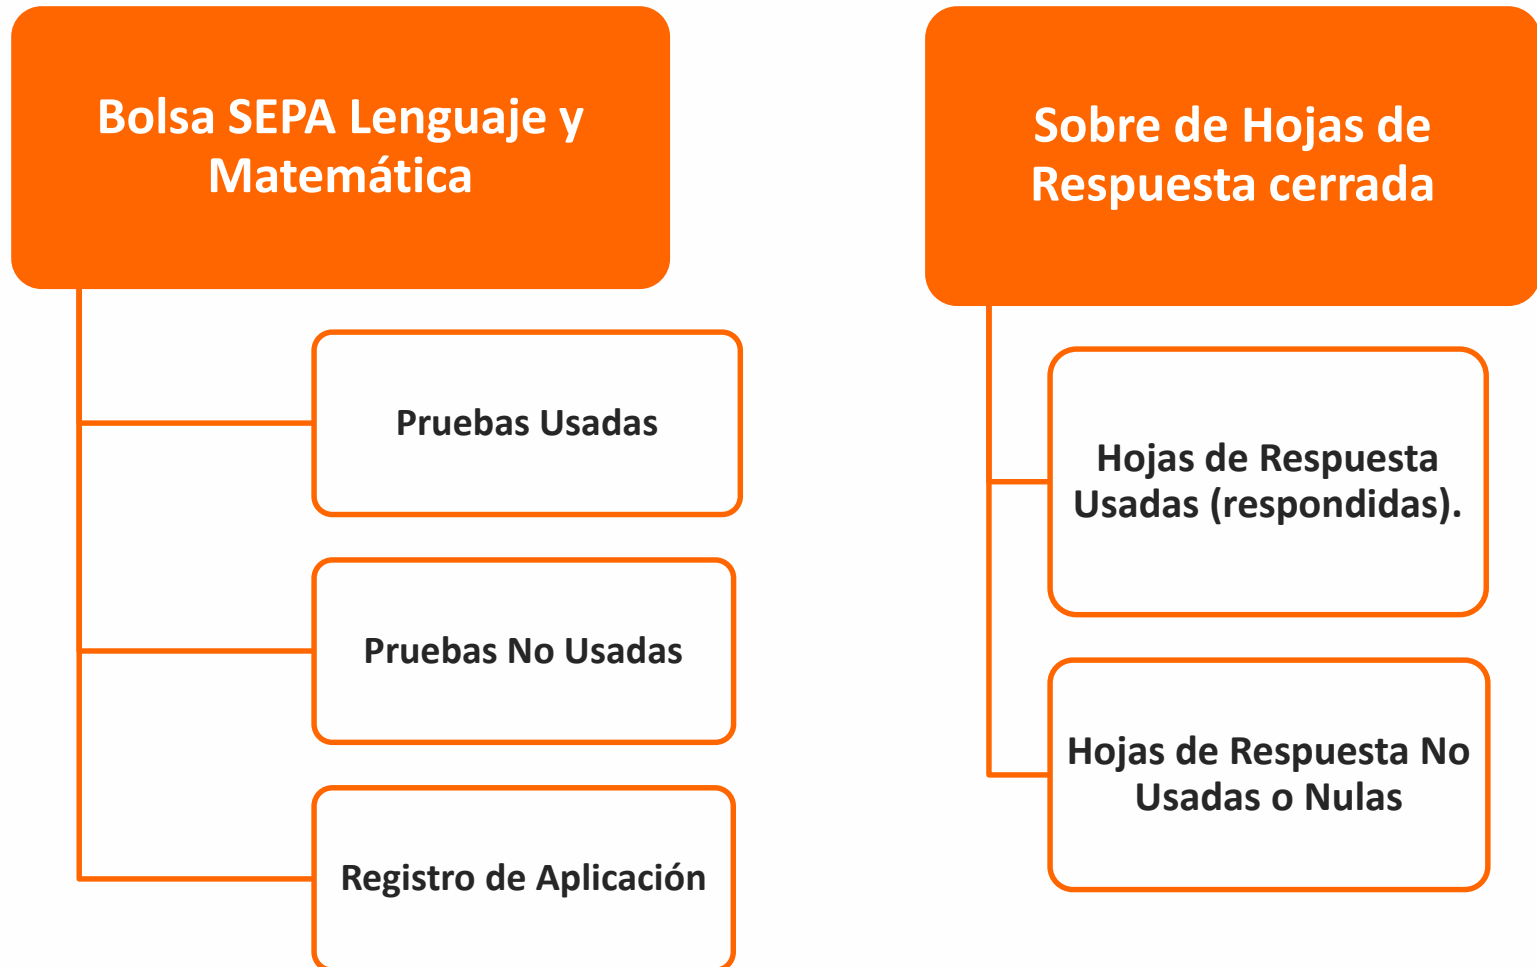 Bolsa SEPA Lenguaje y
Matemática
Pruebas Usadas
Pruebas No Usadas
Registro de Aplicación
Sobre de Hojas de
Respuesta cerrada
Hojas de Respuesta
Usadas (respondidas).
Hojas de Respuesta No
Usadas o Nulas